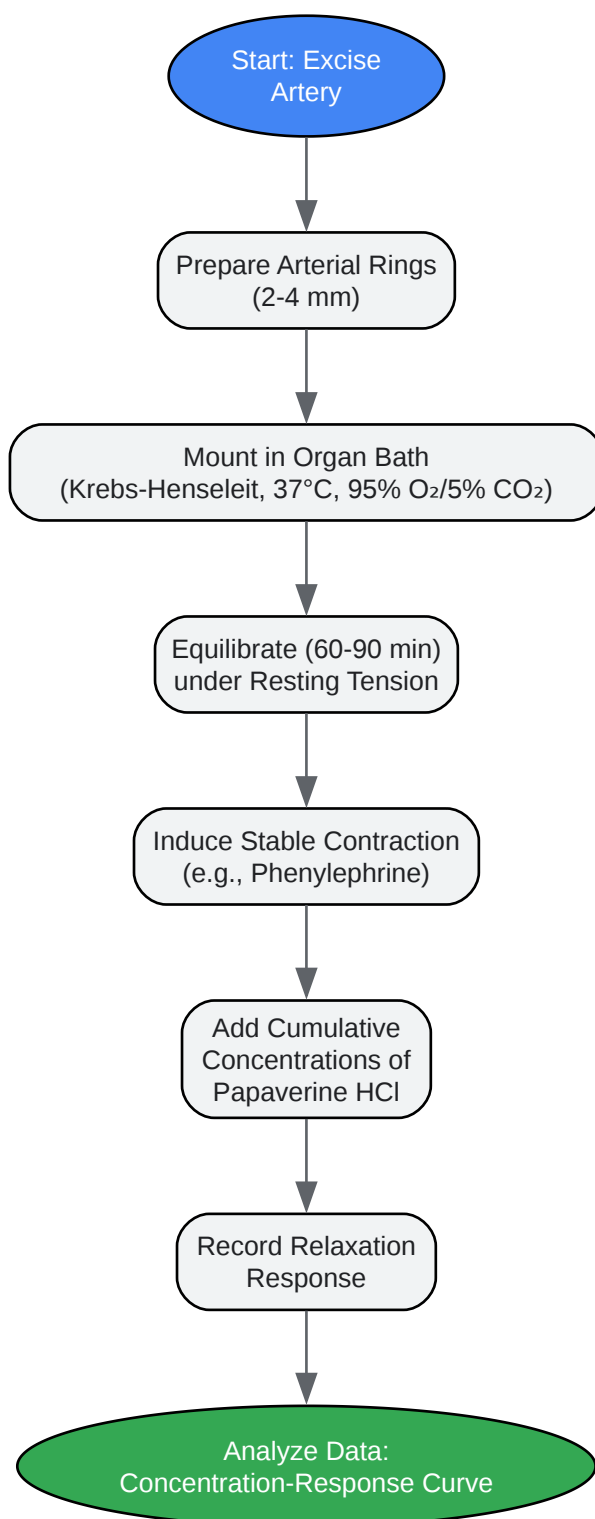 Start: Excise
Artery
Prepare Arterial Rings
(2-4 mm)
Mount in Organ Bath
(Krebs-Henseleit, 37°C, 95% O₂/5% CO₂)
Equilibrate (60-90 min)
under Resting Tension
Induce Stable Contraction
(e.g., Phenylephrine)
Add Cumulative
Concentrations of
Papaverine HCl
Record Relaxation
Response
Analyze Data:
Concentration-Response Curve